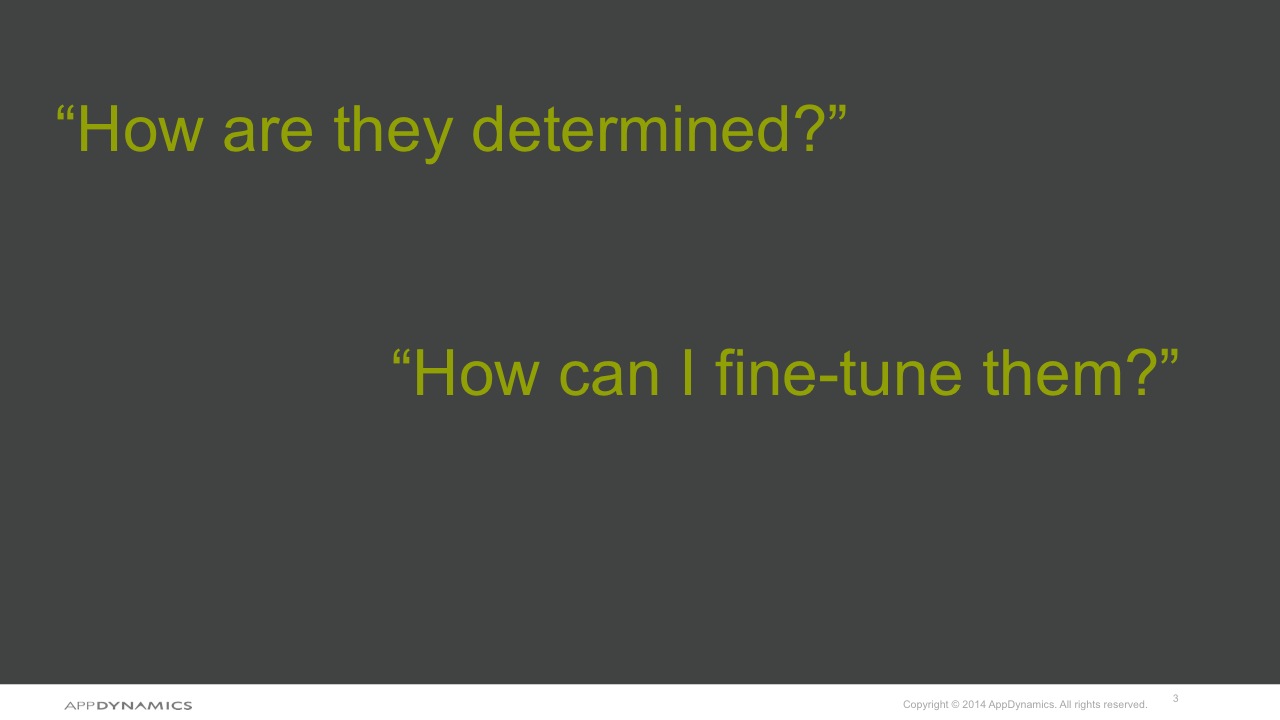 “How are they determined?”
“How can I fine-tune them?”
APPDYNAMICS
Copyright © 2014 AppDynamics. All rights reserved.
3